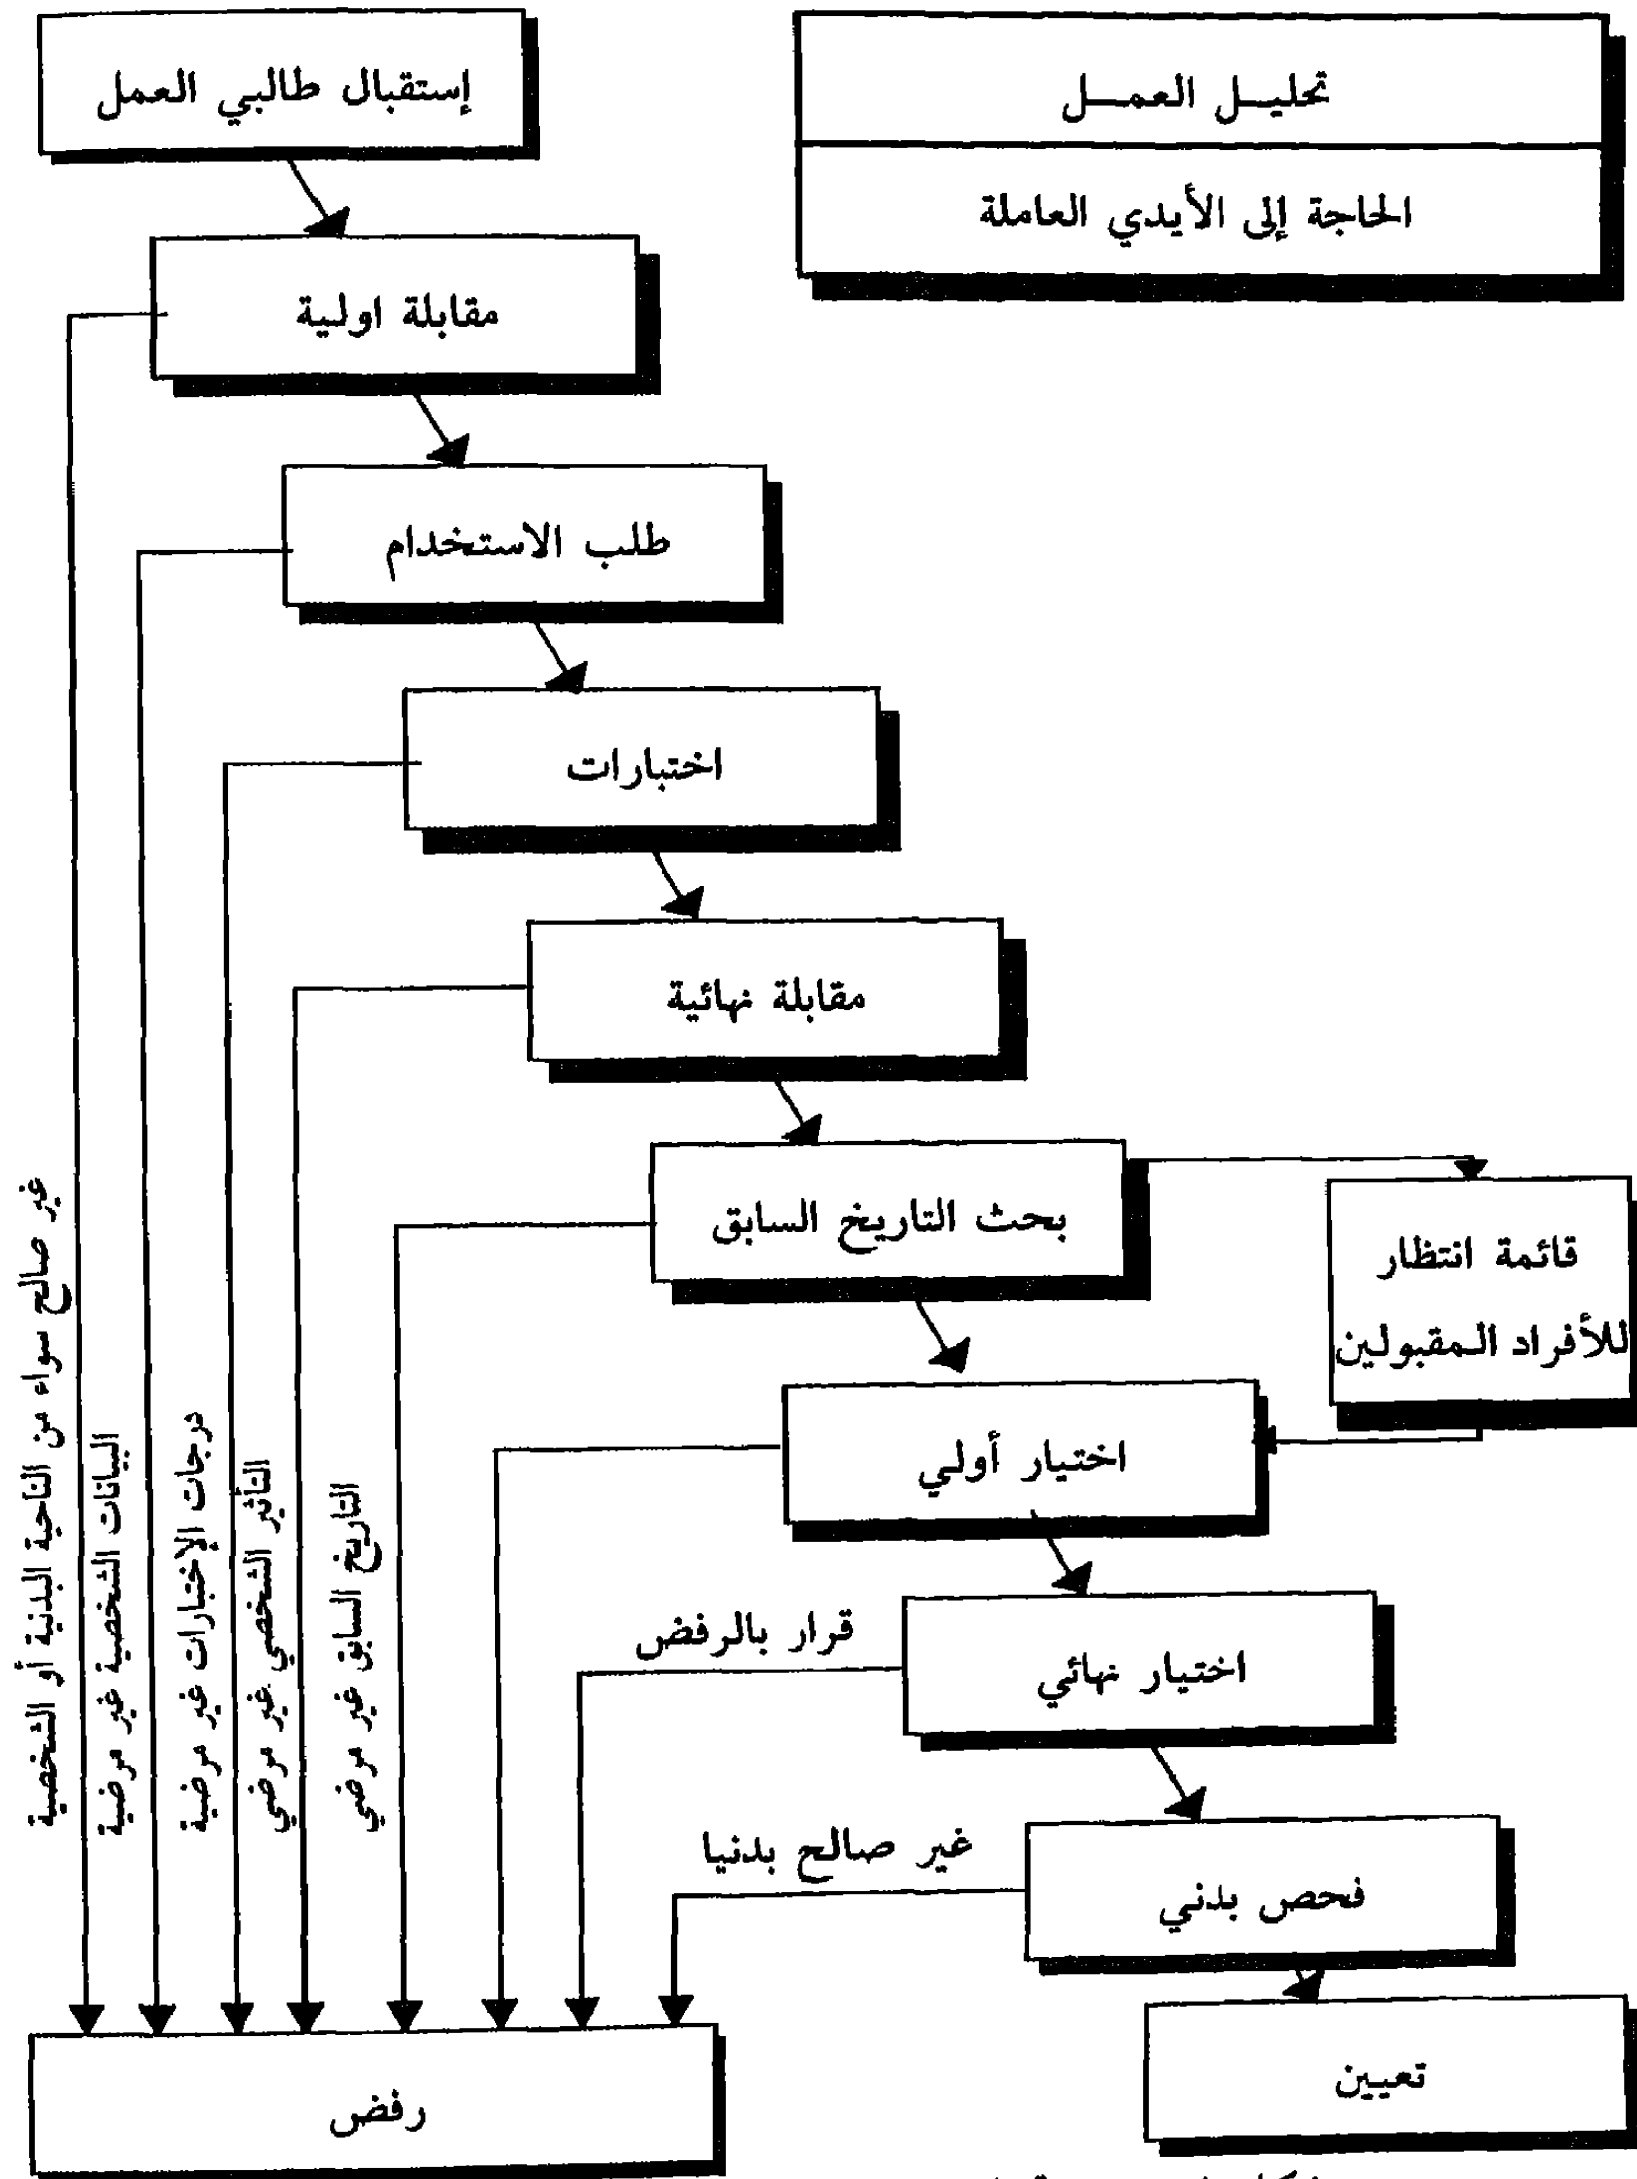 تحليل العمل
الحاجة إلى الأيدي العاملة
إستقبال طالبي العمل
مقابلة اولية
طلب الاستخدام
اختبارات
مقابلة نهائية
بحث التاريخ السابق
قائمة انتظار
للأفراد المقبولين
اختيار أولي
اختيار نهائي
قرار بالرفض
فحص بدني
غير صالح بدنيا
تعيين
رفض
التاريخ السابق غير مرضي
التأثير الشخصي غير مرضي
درجات الإختبارات غير مرضية
البيانات الشخصية غير مرضية
غير صالح سواء من الناحية البدنية أو الشخصية